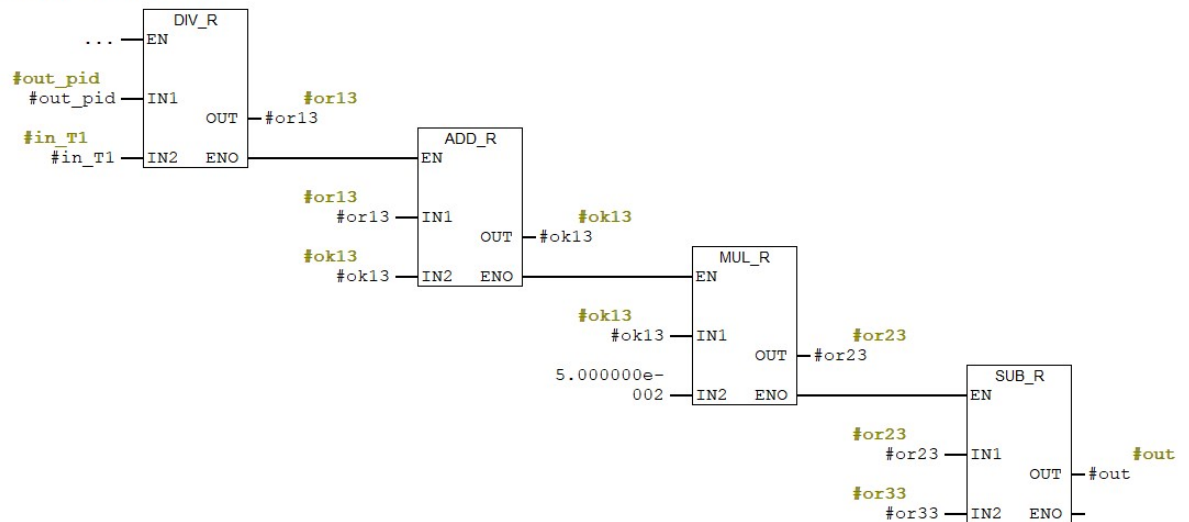 DIV_R
... EN
#out_pid
#out_pid IN1
#or13
OUT #or13
#in_T1
#in_T1 IN2 ENO
ADD_R
EN
#or13
#or13 IN1
#ok13
OUT #ok13
#ok13
#ok13 IN2 ENO
MUL_R
EN
#ok13
#ok13 IN1
#or23
OUT #or23
5.000000e-
002 IN2 ENO
SUB_R
EN
#or23
#or23 IN1
#out
OUT #out
#or33
#or33 IN2 ENO